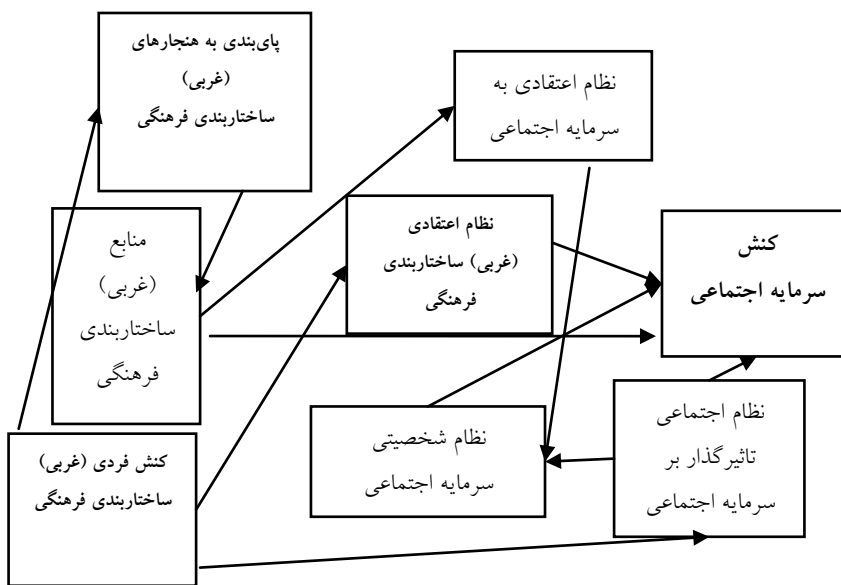 پای‌بندی به هنجارهای
(غربی)
ساختاربندی فرهنگی
نظام اعتقادی به
سرمایه اجتماعی
منابع
(غربی)
ساختاربندی
فرهنگی
نظام اعتقادی
(غربی) ساختاربندی
فرهنگی
کنش
سرمایه اجتماعی
کنش فردی (غربی)
ساختاربندی فرهنگی
نظام شخصیتی
سرمایه اجتماعی
نظام اجتماعی
تاثیرگذار بر
سرمایه اجتماعی